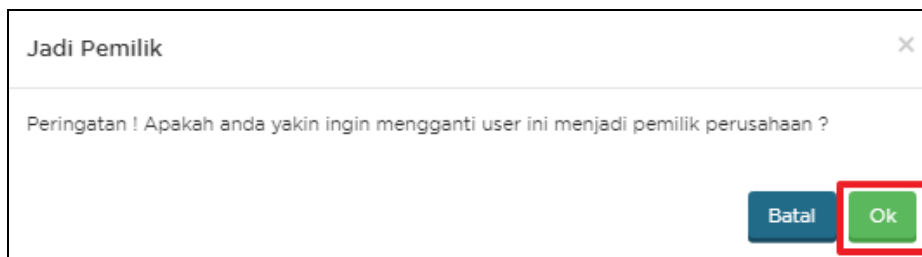 Jadi Pemilik
Peringatan ! Apakah anda yakin ingin mengganti user ini menjadi pemilik perusahaan ?
Batal
Ok